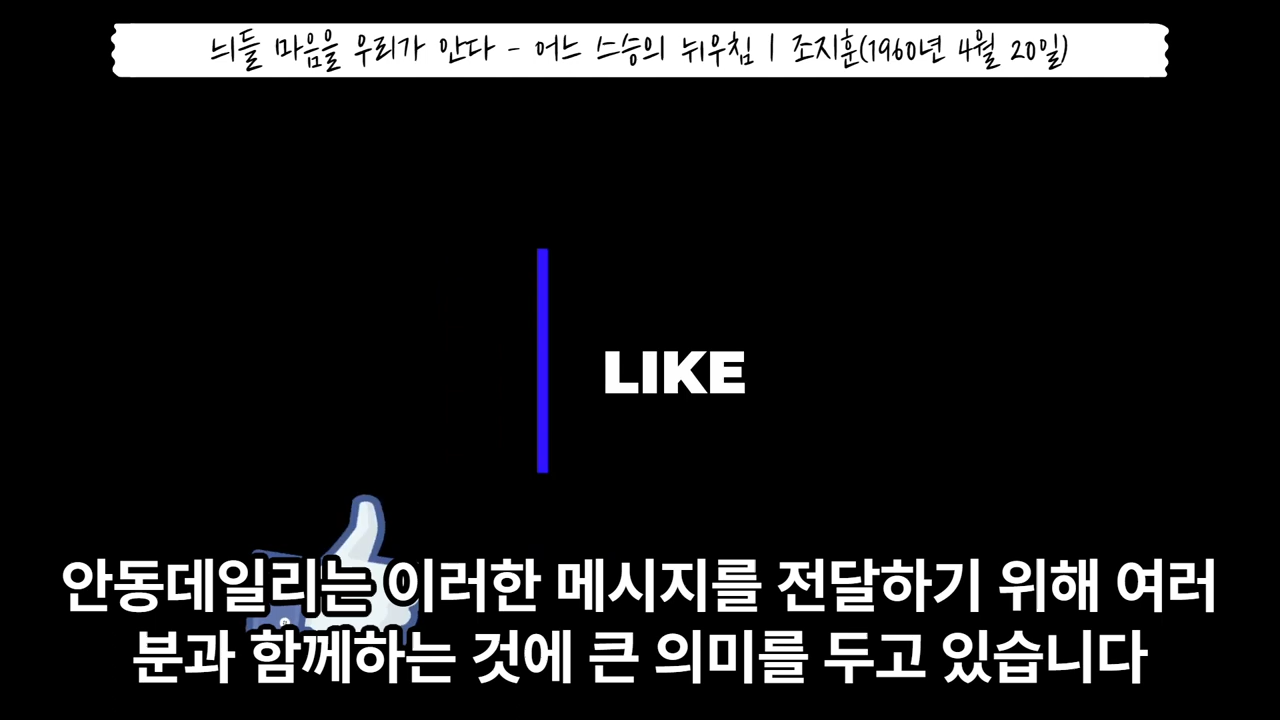 늬들 마음을 우리가 안다 - 어느 스승의 뉘우침 | 조지훈(1960년 4월 20일)
LIKE
안동데일리는 이러한 메시지를 전달하기 위해 여러
분과 함께하는 것에 큰 의미를 두고 있습니다